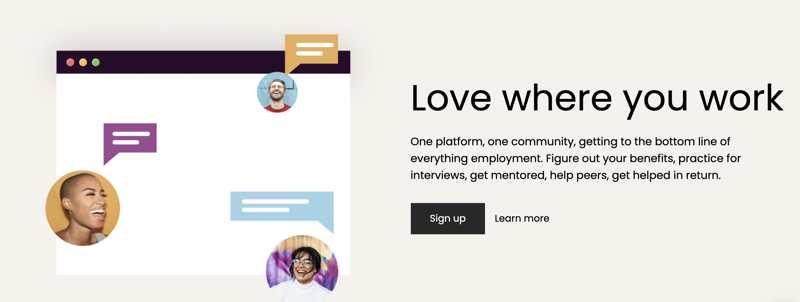 Love where you work
One platform, one community, getting to the bottom line of
everything employment. Figure out your benefits, practice for
interviews, get mentored, help peers, get helped in return.
Sign up
Learn more